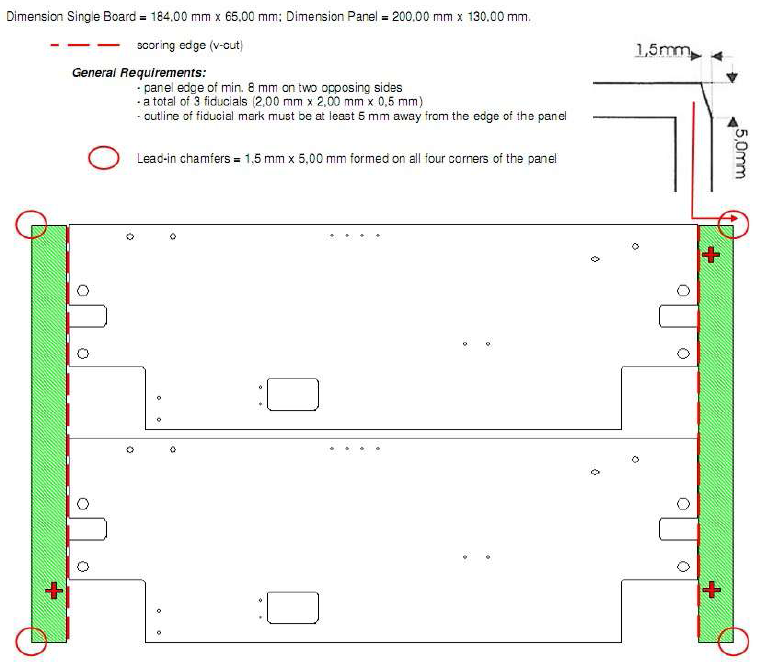 Dimension Single Board = 184,00 mm x 65,00 mm; Dimension Panel = 200,00 mm x 130,00 mm.
scoring edge (v-cut)
1,5mm
General Requirements:
- panel edge of min. 8 mm on two opposing sides
- a total of 3 fiducials (2,00 mm x 2,00 mm x 0,5 mm)
- outline of fiducial mark must be at least 5 mm away from the edge of the panel
5,0mm
Lead-in chamfers = 1,5 mm x 5,00 mm formed on all four corners of the panel